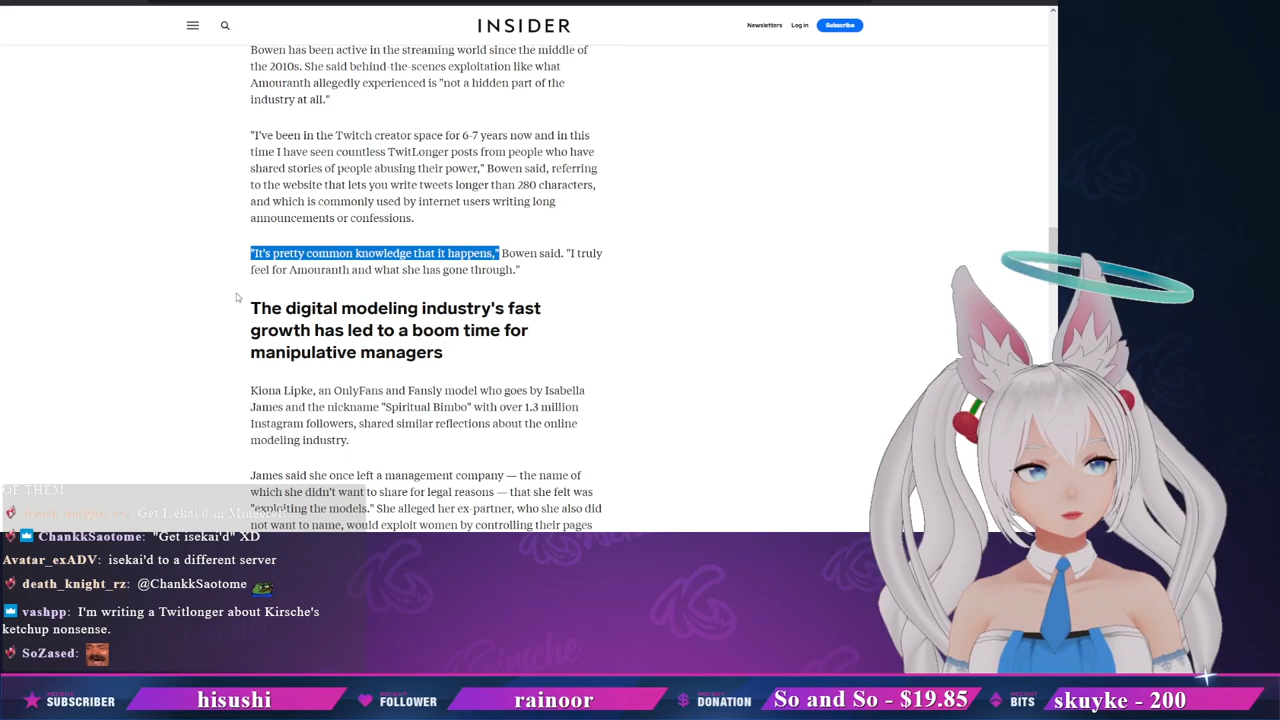 INSIDER
Newsletters
Log in
Subscribe
Bowen has been active in the streaming world since the middle of
the 2010s. She said behind-the-scenes exploitation like what
Amouranth allegedly experienced is "not a hidden part of the
industry at all."
"I've been in the Twitch creator space for 6-7 years now and in this
time I have seen countless TwitLonger posts from people who have
shared stories of people abusing their power," Bowen said, referring
to the website that lets you write tweets longer than 280 characters,
and which is commonly used by internet users writing long
announcements or confessions.
"It's pretty common knowledge that it happens," Bowen said. "I truly
feel for Amouranth and what she has gone through."
The digital modeling industry's fast
growth has led to a boom time for
manipulative managers
Kiona Lipke, an OnlyFans and Fansly model who goes by Isabella
James and the nickname "Spiritual Bimbo" with over 1.3 million
Instagram followers, shared similar reflections about the online
modeling industry.
James said she once left a management company — the name of
which she didn't want to share for legal reasons — that she felt was
"exploiting the models." She alleged her ex-partner, who she also did
not want to name, would exploit women by controlling their pages
OF THEM
Get Isekai'd in Minecraft
ChankkSaotome: "Get isekai'd" XD
Avatar_exADV: isekai'd to a different server
death_knight_rz: @ChankkSaotome
vashpp: I'm writing a Twitlonger about Kirsche's
ketchup nonsense.
SoZased:
RECENT
SUBSCRIBER
hisushi
RECENT
FOLLOWER
rainoor
RECENT
DONATION
So and So - $19.85
RECENT
BITS
skuyke - 200